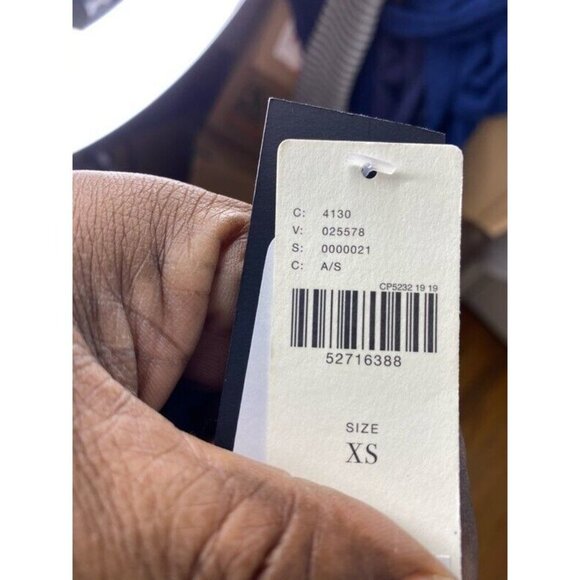 C: 4130
V: 025578
S: 0000021
C: A/S
CP5232 19 19
52716388
SIZE
XS